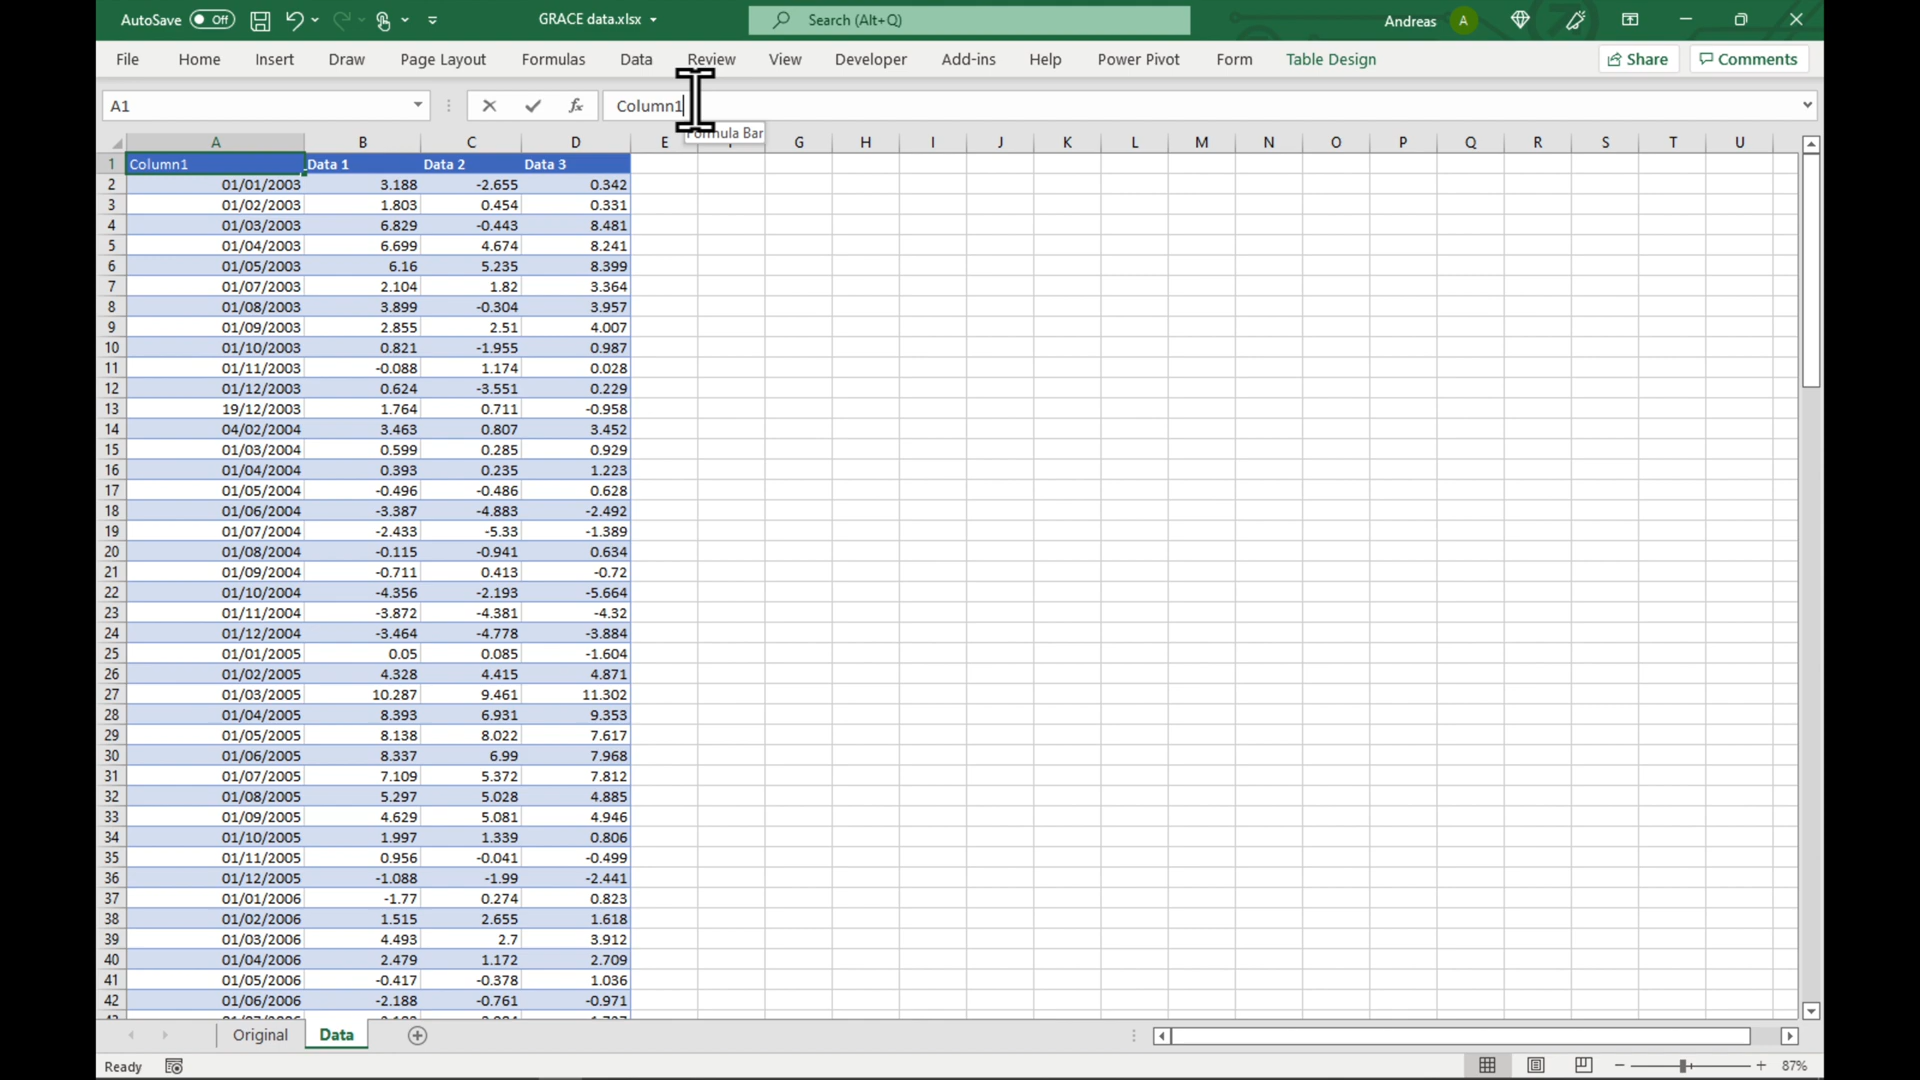 AutoSave Off GRACE data.xlsx Search (Alt+Q) Andreas A
File Home Insert Draw Page Layout Formulas Data Review View Developer Add-ins Help Power Pivot Form Table Design Share Comments
A1 fx Column1
Formula Bar
A B C D E F G H I J K L M N O P Q R S T U
1 Column1 Data 1 Data 2 Data 3
2 01/01/2003 3.188 -2.655 0.342
3 01/02/2003 1.803 0.454 0.331
4 01/03/2003 6.829 -0.443 8.481
5 01/04/2003 6.699 4.674 8.241
6 01/05/2003 6.16 5.235 8.399
7 01/07/2003 2.104 1.82 3.364
8 01/08/2003 3.899 -0.304 3.957
9 01/09/2003 2.855 2.51 4.007
10 01/10/2003 0.821 -1.955 0.987
11 01/11/2003 -0.088 1.174 0.028
12 01/12/2003 0.624 -3.551 0.229
13 19/12/2003 1.764 0.711 -0.958
14 04/02/2004 3.463 0.807 3.452
15 01/03/2004 0.599 0.285 0.929
16 01/04/2004 0.393 0.235 1.223
17 01/05/2004 -0.496 -0.486 0.628
18 01/06/2004 -3.387 -4.883 -2.492
19 01/07/2004 -2.433 -5.33 -1.389
20 01/08/2004 -0.115 -0.941 0.634
21 01/09/2004 -0.711 0.413 -0.72
22 01/10/2004 -4.356 -2.193 -5.664
23 01/11/2004 -3.872 -4.381 -4.32
24 01/12/2004 -3.464 -4.778 -3.884
25 01/01/2005 0.05 0.085 -1.604
26 01/02/2005 4.328 4.415 4.871
27 01/03/2005 10.287 9.461 11.302
28 01/04/2005 8.393 6.931 9.353
29 01/05/2005 8.138 8.022 7.617
30 01/06/2005 8.337 6.99 7.968
31 01/07/2005 7.109 5.372 7.812
32 01/08/2005 5.297 5.028 4.885
33 01/09/2005 4.629 5.081 4.946
34 01/10/2005 1.997 1.339 0.806
35 01/11/2005 0.956 -0.041 -0.499
36 01/12/2005 -1.088 -1.99 -2.441
37 01/01/2006 -1.77 0.274 0.823
38 01/02/2006 1.515 2.655 1.618
39 01/03/2006 4.493 2.7 3.912
40 01/04/2006 2.479 1.172 2.709
41 01/05/2006 -0.417 -0.378 1.036
42 01/06/2006 -2.188 -0.761 -0.971
Original Data
Ready 87%